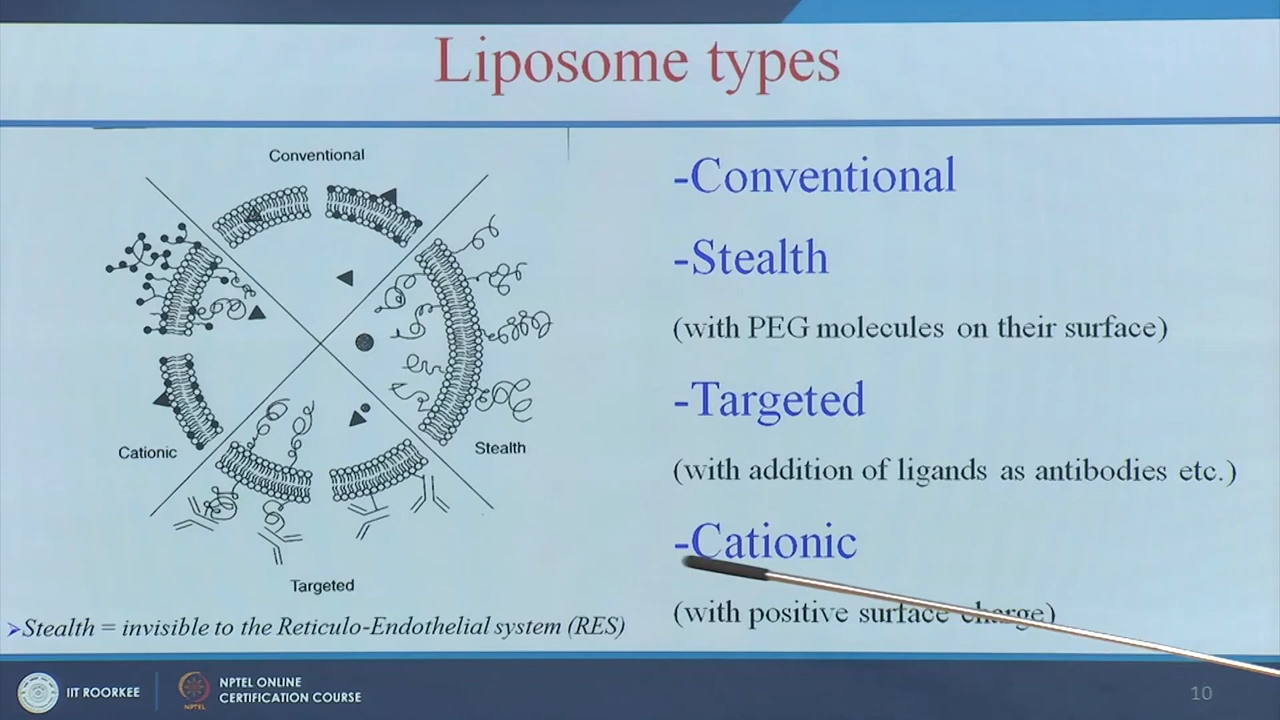 Liposome types
Conventional
Cationic
Stealth
Targeted
➢Stealth = invisible to the Reticulo-Endothelial system (RES)
-Conventional
-Stealth
(with PEG molecules on their surface)
-Targeted
(with addition of ligands as antibodies etc.)
-Cationic
(with positive surface charge)
IIT ROORKEE
NPTEL
NPTEL ONLINE
CERTIFICATION COURSE
10